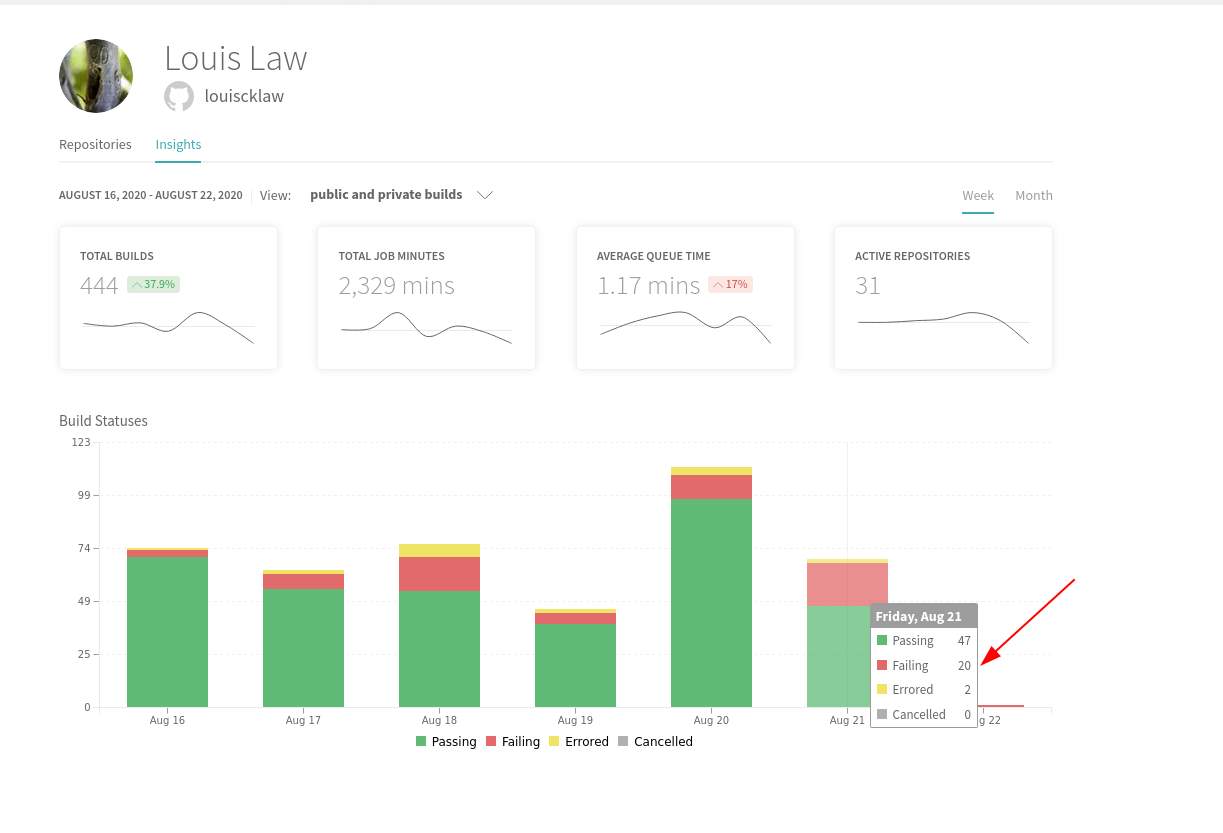 Louis Law
louiscklaw
Repositories Insights
AUGUST 16, 2020 - AUGUST 22, 2020 View: public and private builds Week Month
TOTAL BUILDS
444 37.9%
TOTAL JOB MINUTES
2,329 mins
AVERAGE QUEUE TIME
1.17 mins 17%
ACTIVE REPOSITORIES
31
Build Statuses
123
99
74
49
25
0
Friday, Aug 21
Passing 47
Failing 20
Errored 2
Cancelled 0
Aug 16 Aug 17 Aug 18 Aug 19 Aug 20 Aug 21 g 22
Passing Failing Errored Cancelled